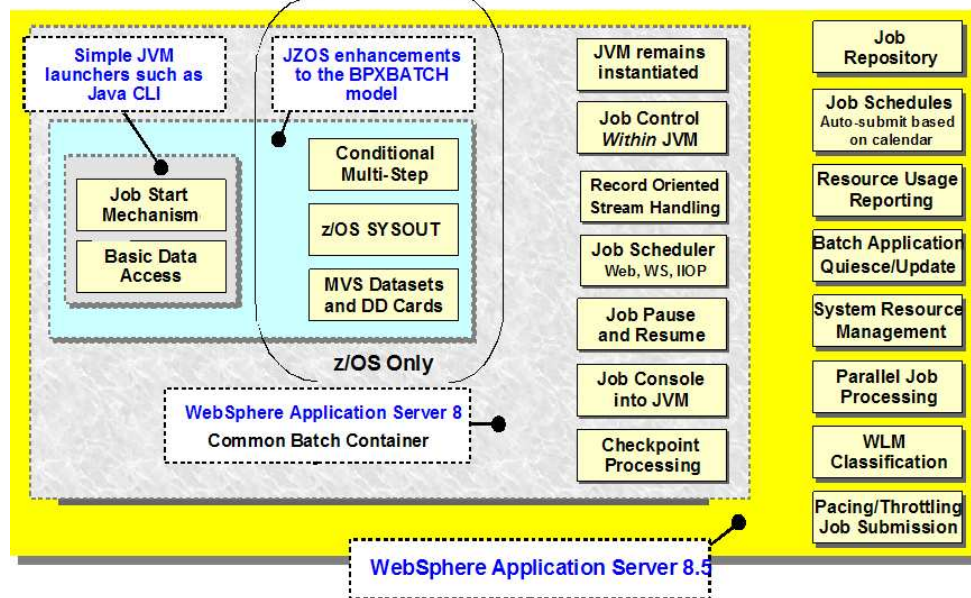 Simple JVM
launchers such as
Java CLI
JZOS enhancements
to the BPXBATCH
model
Job Start
Mechanism
Basic Data
Access
Conditional
Multi-Step
z/OS SYSOUT
MVS Datasets
and DD Cards
z/OS Only
WebSphere Application Server 8
Common Batch Container
JVM remains
instantiated
Job Control
Within JVM
Record Oriented
Stream Handling
Job Scheduler
Web, WS, IIOP
Job Pause
and Resume
Job Console
into JVM
Checkpoint
Processing
Job
Repository
Job Schedules
Auto-submit based
on calendar
Resource Usage
Reporting
Batch Application
Quiesce/Update
System Resource
Management
Parallel Job
Processing
WLM
Classification
Pacing/Throttling
Job Submission
WebSphere Application Server 8.5